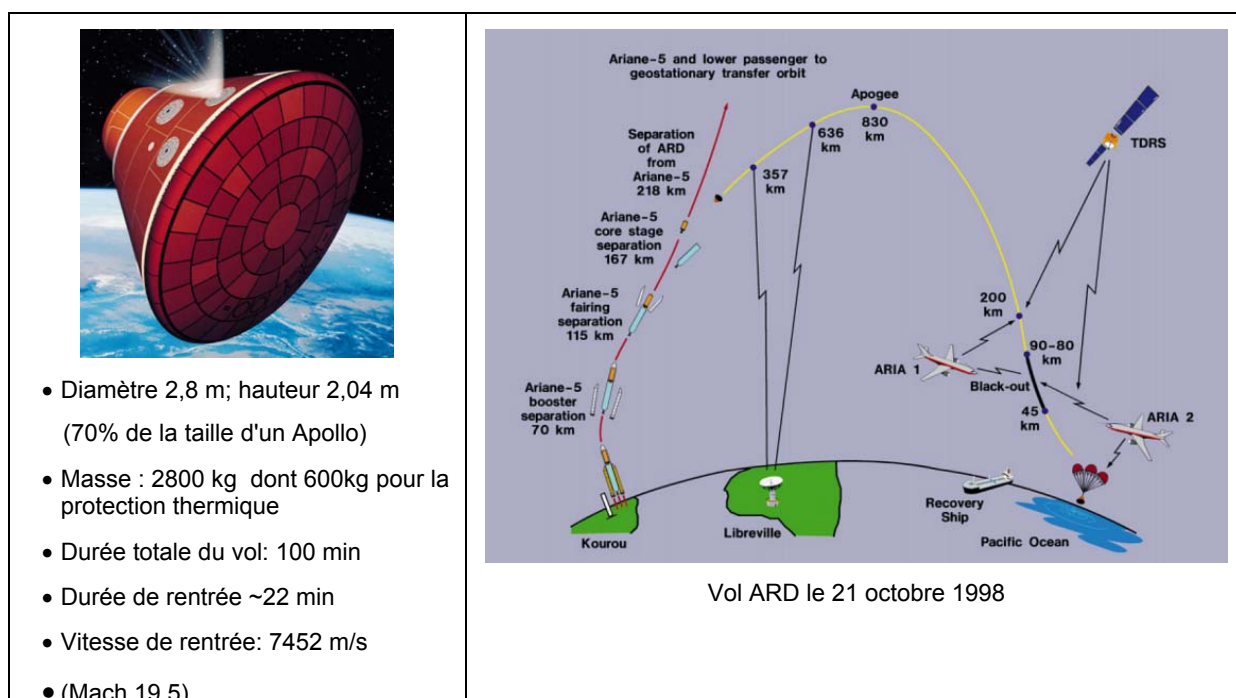 • Diamètre 2,8 m; hauteur 2,04 m
(70% de la taille d'un Apollo)
• Masse : 2800 kg dont 600kg pour la
protection thermique
• Durée totale du vol: 100 min
• Durée de rentrée ~22 min
• Vitesse de rentrée: 7452 m/s
• (Mach 19,5)
Ariane-5 and lower passenger to
geostationary transfer orbit
Apogee
830
km
636
km
TDRS
Separation
of ARD
from
Ariane-5
218 km
357
km
Ariane-5
core stage
separation
167 km
Ariane-5
fairing
separation
115 km
200
km
90-80
km
ARIA 1
Black-out
Ariane-5
booster
separation
70 km
45
km
ARIA 2
Recovery
Ship
Kourou
Libreville
Pacific Ocean
Vol ARD le 21 octobre 1998